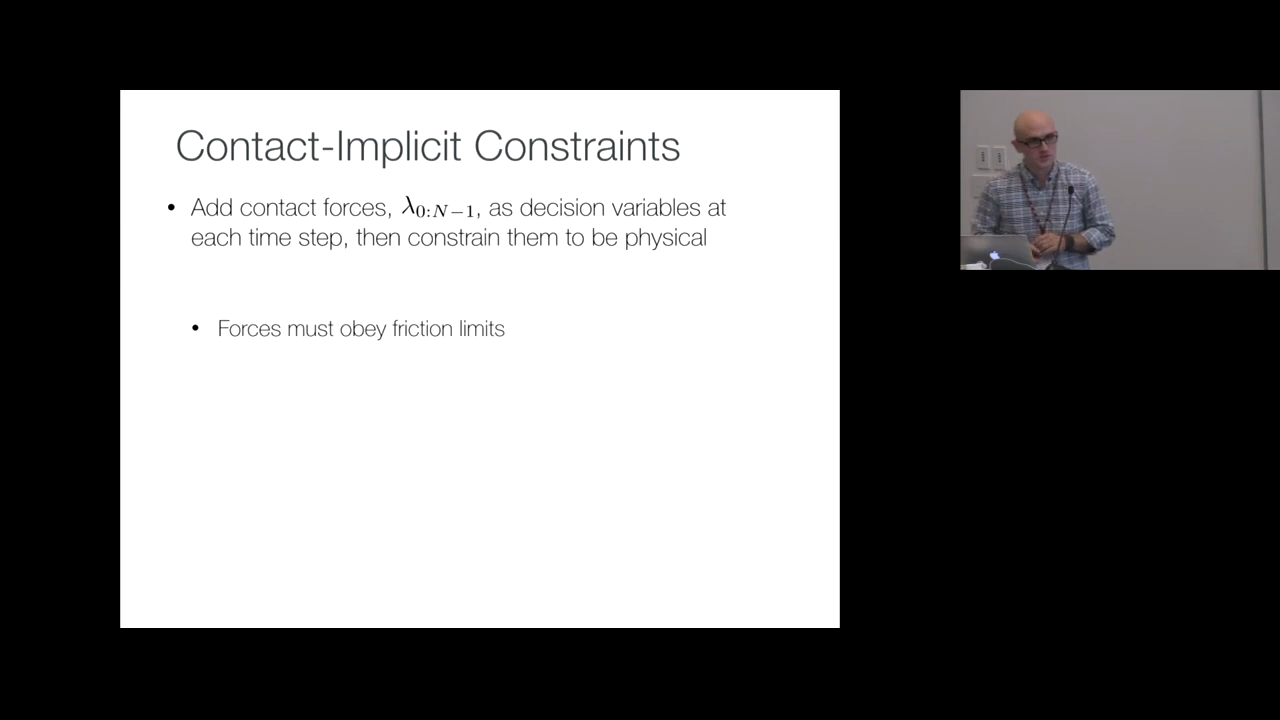 Contact-Implicit Constraints
• Add contact forces, λ₀:N−1, as decision variables at
each time step, then constrain them to be physical
• Forces must obey friction limits